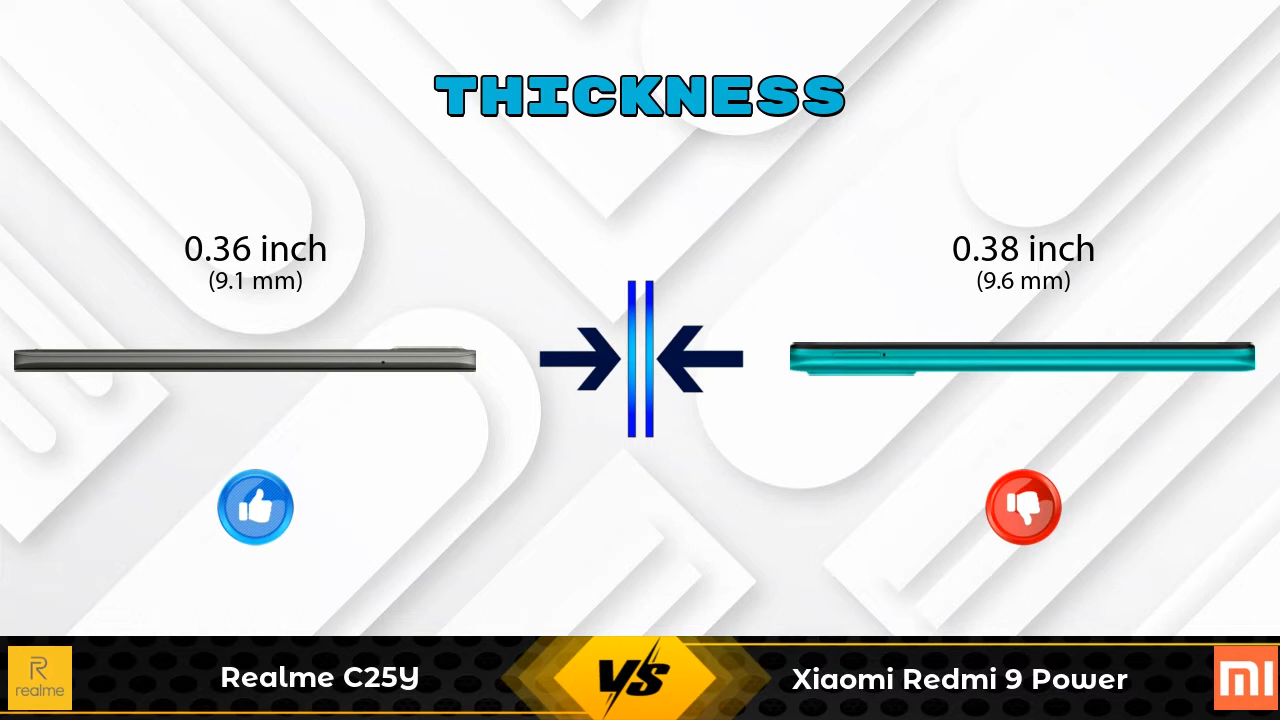 THICKNESS
0.36 inch
(9.1 mm)
0.38 inch
(9.6 mm)
R
realme
Realme C25Y
VS
Xiaomi Redmi 9 Power
MI